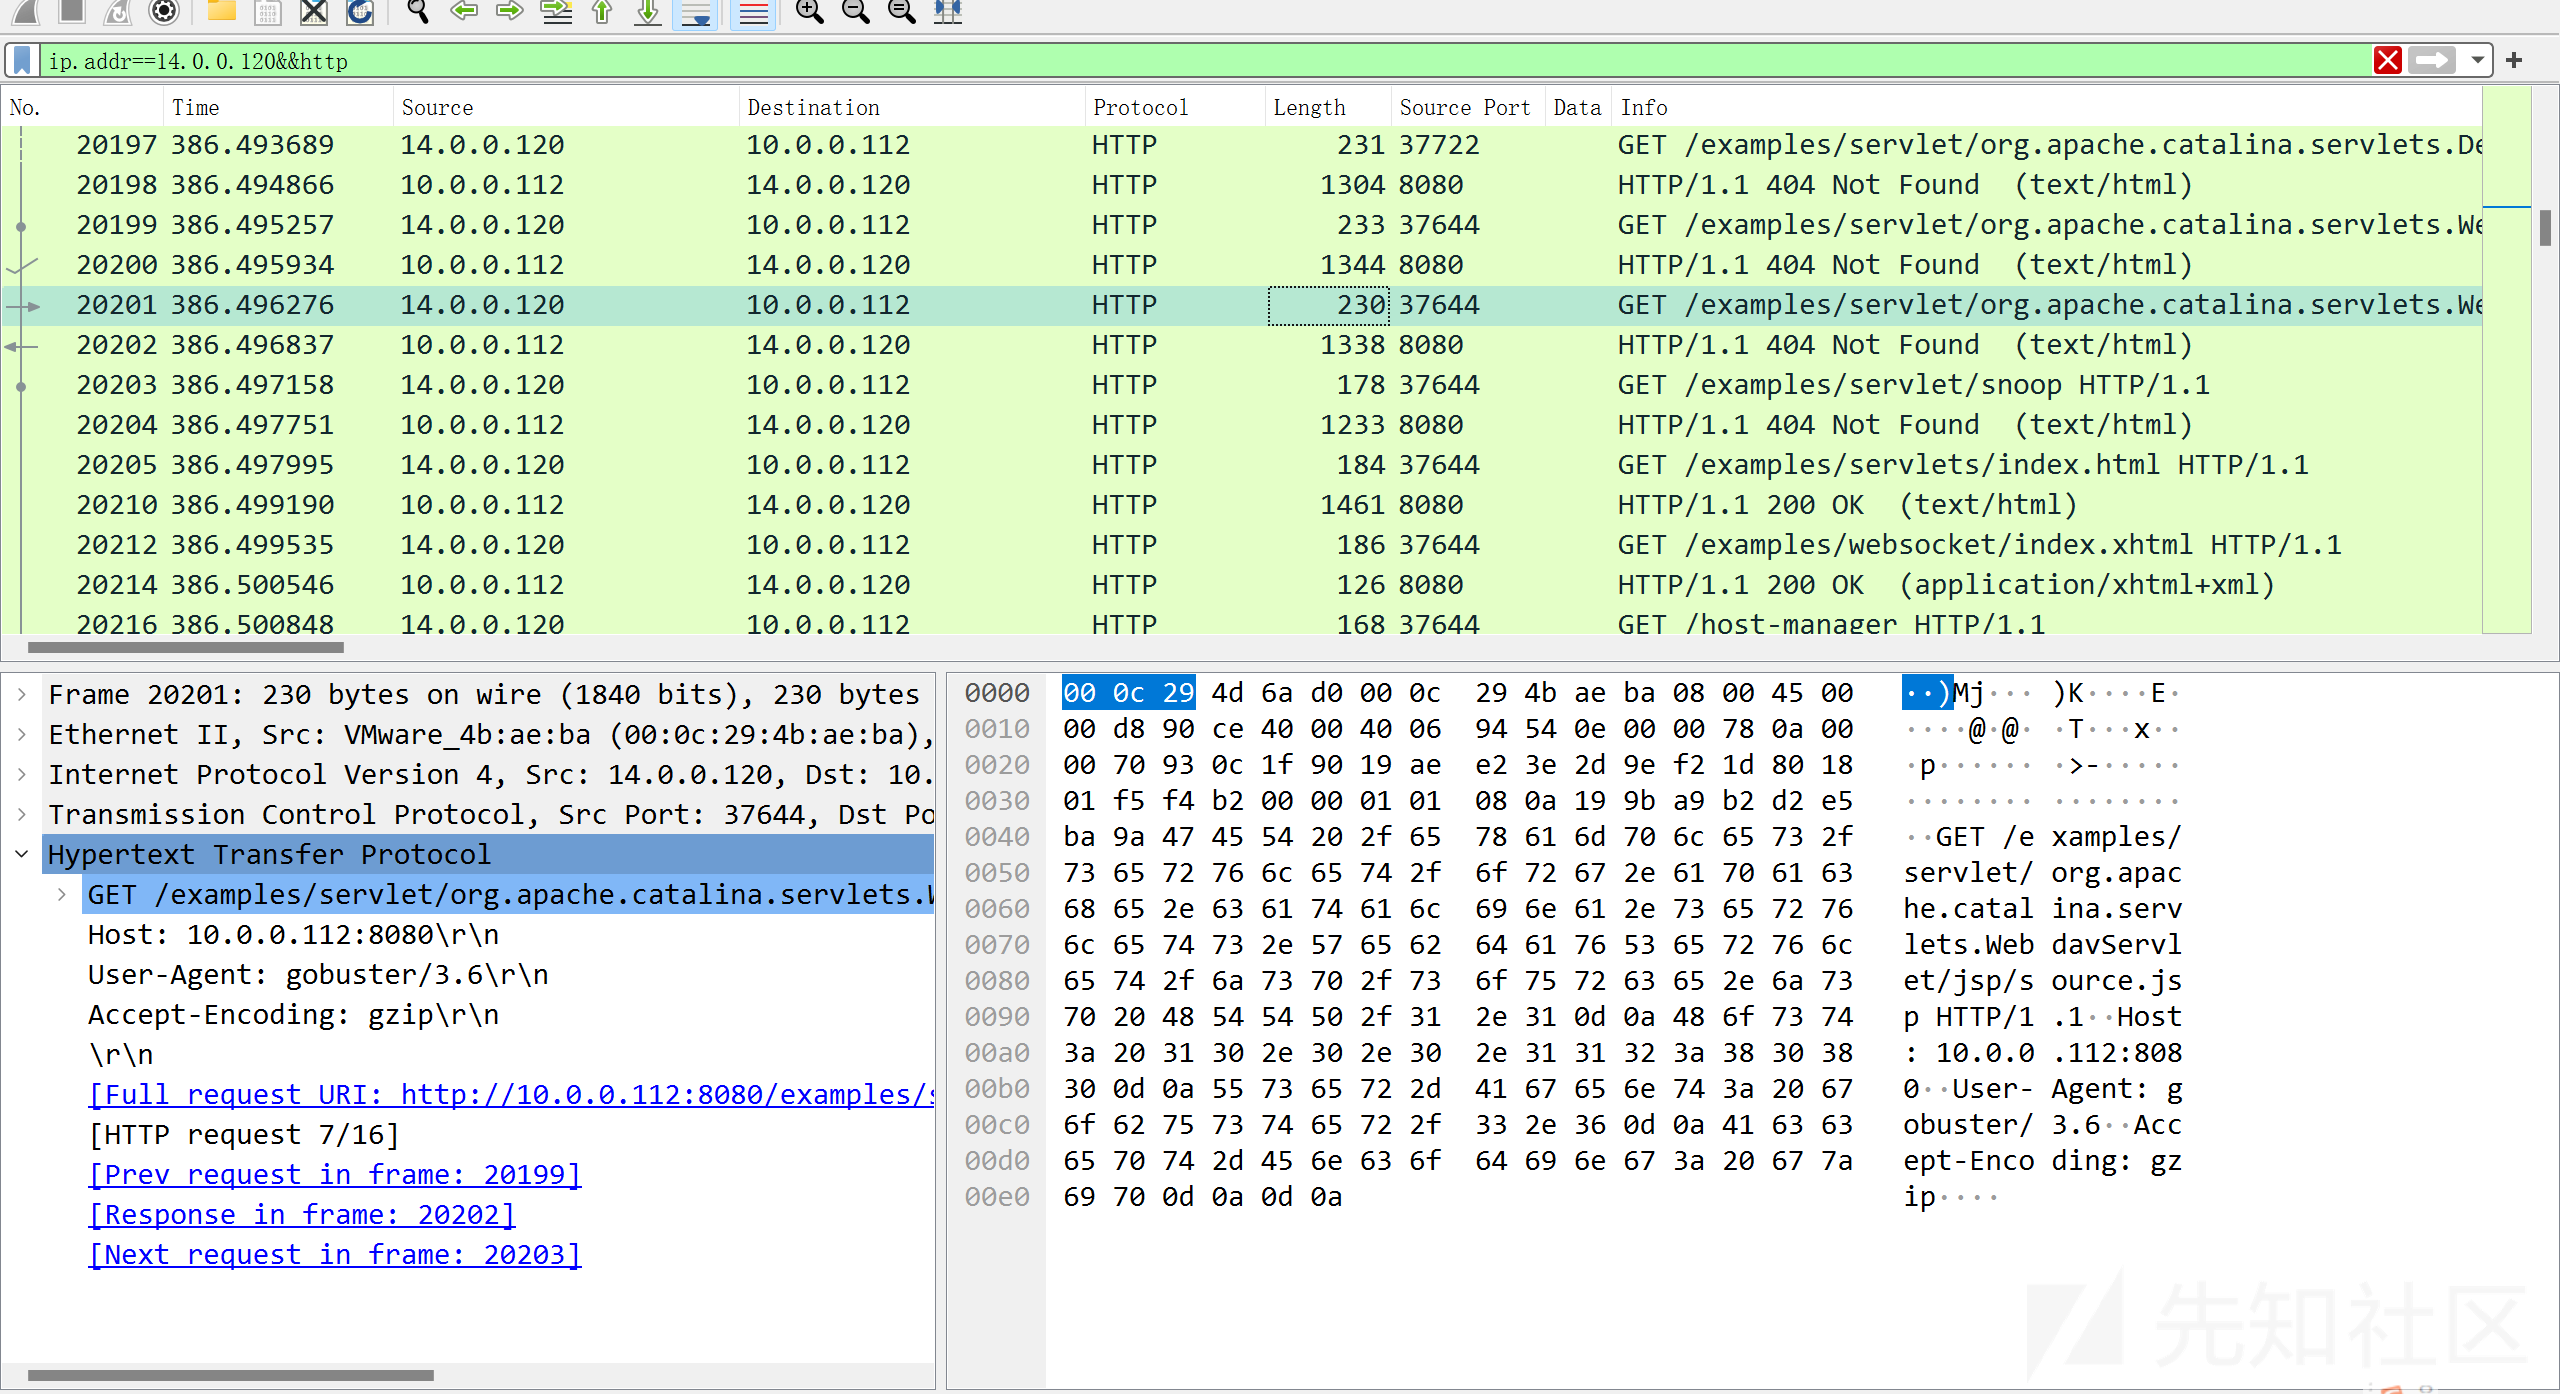 ip.addr==14.0.0.120&&http
No. Time Source Destination Protocol Length Source Port Data Info
20197 386.493689 14.0.0.120 10.0.0.112 HTTP 231 37722 GET /examples/servlet/org.apache.catalina.servlets.De
20198 386.494866 10.0.0.112 14.0.0.120 HTTP 1304 8080 HTTP/1.1 404 Not Found (text/html)
20199 386.495257 14.0.0.120 10.0.0.112 HTTP 233 37644 GET /examples/servlet/org.apache.catalina.servlets.We
20200 386.495934 10.0.0.112 14.0.0.120 HTTP 1344 8080 HTTP/1.1 404 Not Found (text/html)
20201 386.496276 14.0.0.120 10.0.0.112 HTTP 230 37644 GET /examples/servlet/org.apache.catalina.servlets.We
20202 386.496837 10.0.0.112 14.0.0.120 HTTP 1338 8080 HTTP/1.1 404 Not Found (text/html)
20203 386.497158 14.0.0.120 10.0.0.112 HTTP 178 37644 GET /examples/servlet/snoop HTTP/1.1
20204 386.497751 10.0.0.112 14.0.0.120 HTTP 1233 8080 HTTP/1.1 404 Not Found (text/html)
20205 386.497995 14.0.0.120 10.0.0.112 HTTP 184 37644 GET /examples/servlets/index.html HTTP/1.1
20210 386.499190 10.0.0.112 14.0.0.120 HTTP 1461 8080 HTTP/1.1 200 OK (text/html)
20212 386.499535 14.0.0.120 10.0.0.112 HTTP 186 37644 GET /examples/websocket/index.xhtml HTTP/1.1
20214 386.500546 10.0.0.112 14.0.0.120 HTTP 126 8080 HTTP/1.1 200 OK (application/xhtml+xml)
20216 386.500848 14.0.0.120 10.0.0.112 HTTP 168 37644 GET /host-manager HTTP/1.1
Frame 20201: 230 bytes on wire (1840 bits), 230 bytes
Ethernet II, Src: VMware_4b:ae:ba (00:0c:29:4b:ae:ba),
Internet Protocol Version 4, Src: 14.0.0.120, Dst: 10.
Transmission Control Protocol, Src Port: 37644, Dst Po
Hypertext Transfer Protocol
GET /examples/servlet/org.apache.catalina.servlets.W
Host: 10.0.0.112:8080\r\n
User-Agent: gobuster/3.6\r\n
Accept-Encoding: gzip\r\n
\r\n
[Full request URI: http://10.0.0.112:8080/examples/s
[HTTP request 7/16]
[Prev request in frame: 20199]
[Response in frame: 20202]
[Next request in frame: 20203]
0000 00 0c 29 4d 6a d0 00 0c 29 4b ae ba 08 00 45 00 ··)Mj··· )K····E·
0010 00 d8 90 ce 40 00 40 06 94 54 0e 00 00 78 0a 00 ····@·@· ·T···x··
0020 00 70 93 0c 1f 90 19 ae e2 3e 2d 9e f2 1d 80 18 ·p······ ·>-·····
0030 01 f5 f4 b2 00 00 01 01 08 0a 19 9b a9 b2 d2 e5 ········ ········
0040 ba 9a 47 45 54 20 2f 65 78 61 6d 70 6c 65 73 2f ··GET /e xamples/
0050 73 65 72 76 6c 65 74 2f 6f 72 67 2e 61 70 61 63 servlet/ org.apac
0060 68 65 2e 63 61 74 61 6c 69 6e 61 2e 73 65 72 76 he.catal ina.serv
0070 6c 65 74 73 2e 57 65 62 64 61 76 53 65 72 76 6c lets.Web davServl
0080 65 74 2f 6a 73 70 2f 73 6f 75 72 63 65 2e 6a 73 et/jsp/s ource.js
0090 70 20 48 54 54 50 2f 31 2e 31 0d 0a 48 6f 73 74 p HTTP/1 .1··Host
00a0 3a 20 31 30 2e 30 2e 30 2e 31 31 32 3a 38 30 38 : 10.0.0 .112:808
00b0 30 0d 0a 55 73 65 72 2d 41 67 65 6e 74 3a 20 67 0··User- Agent: g
00c0 6f 62 75 73 74 65 72 2f 33 2e 36 0d 0a 41 63 63 obuster/ 3.6··Acc
00d0 65 70 74 2d 45 6e 63 6f 64 69 6e 67 3a 20 67 7a ept-Enco ding: gz
00e0 69 70 0d 0a 0d 0a ip····
先知社区